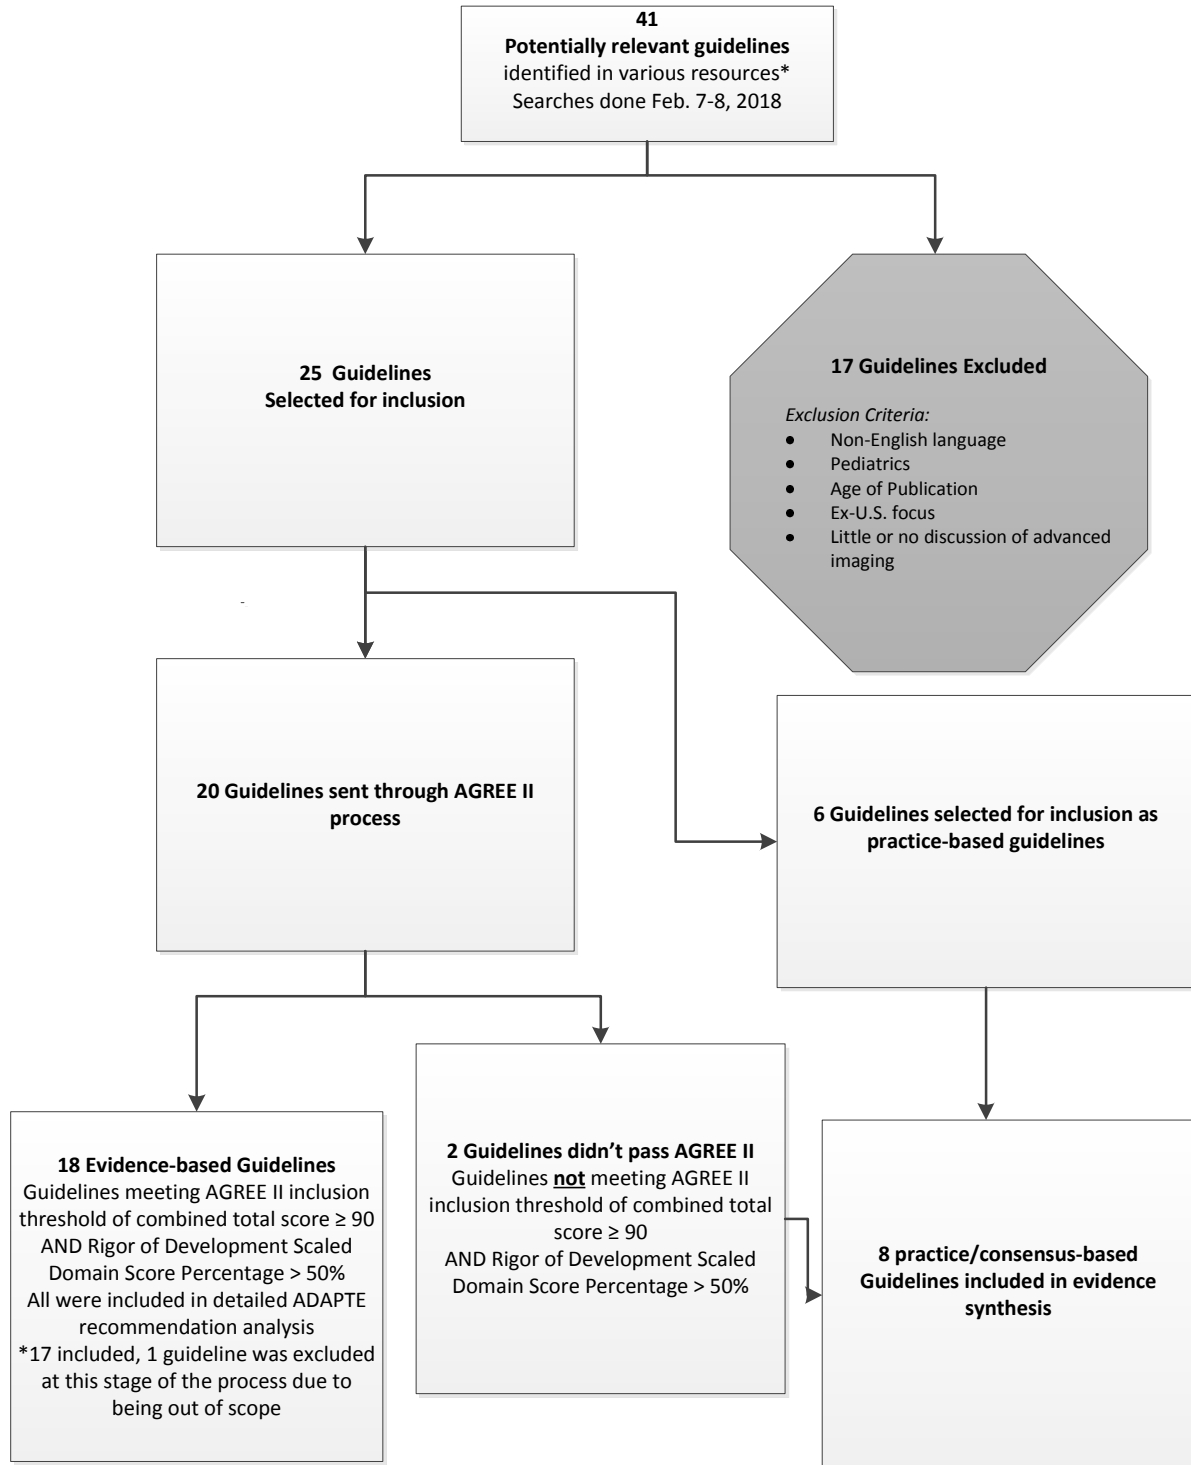 41
Potentially relevant guidelines
identified in various resources*
Searches done Feb. 7-8, 2018
25 Guidelines
Selected for inclusion
17 Guidelines Excluded
Exclusion Criteria:
● Non-English language
● Pediatrics
● Age of Publication
● Ex-U.S. focus
● Little or no discussion of advanced
imaging
-
20 Guidelines sent through AGREE II
process
6 Guidelines selected for inclusion as
practice-based guidelines
18 Evidence-based Guidelines
Guidelines meeting AGREE II inclusion
threshold of combined total score ≥ 90
AND Rigor of Development Scaled
Domain Score Percentage > 50%
All were included in detailed ADAPTE
recommendation analysis
*17 included, 1 guideline was excluded
at this stage of the process due to
being out of scope
2 Guidelines didn’t pass AGREE II
Guidelines not meeting AGREE II
inclusion threshold of combined total
score ≥ 90
AND Rigor of Development Scaled
Domain Score Percentage > 50%
8 practice/consensus-based
Guidelines included in evidence
synthesis